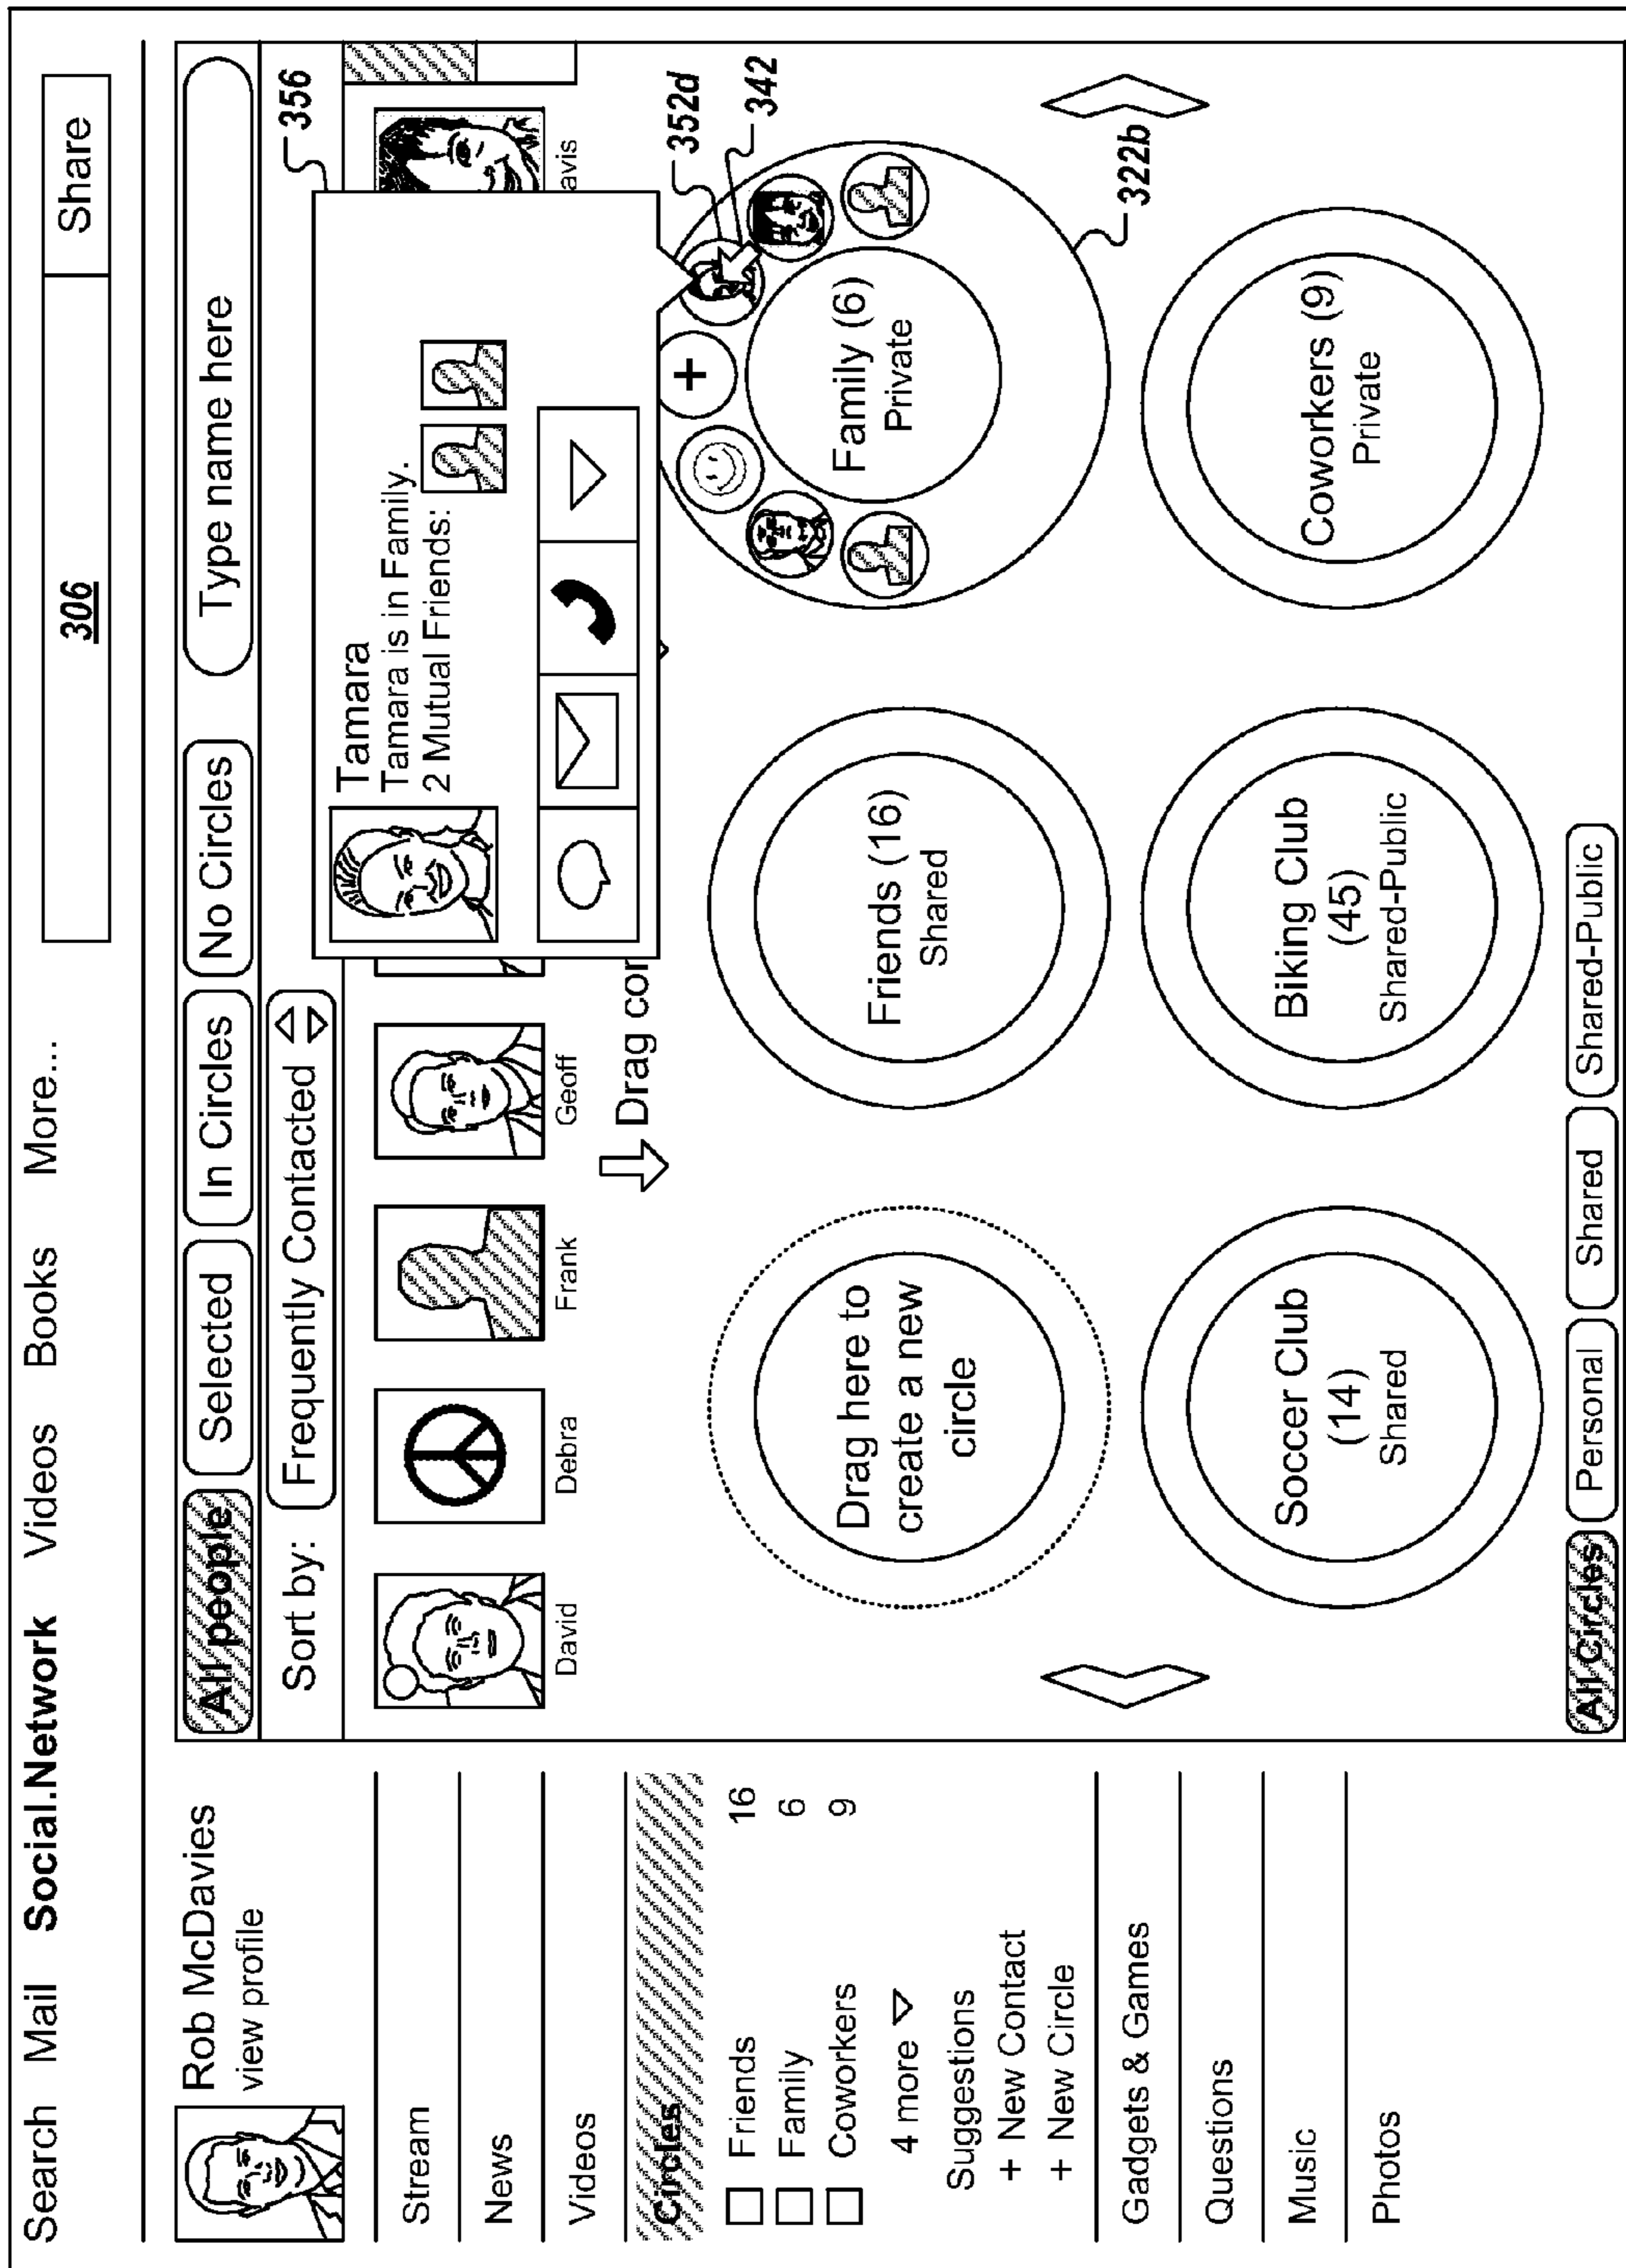 Search Mail Social.Network Videos Books More...
306 Share
Rob McDavies
view profile
Stream
News
Videos
Circles
Friends 16
Family 6
Coworkers 9
4 more
Suggestions
+ New Contact
+ New Circle
Gadgets & Games
Questions
Music
Photos
All people Selected In Circles No Circles Type name here
Sort by: Frequently Contacted
356
David
Debra
Frank
Geoff
avis
Tamara
Tamara is in Family.
2 Mutual Friends:
Drag cor
352d
342
+
Drag here to
create a new
circle
Friends (16)
Shared
Family (6)
Private
322b
Soccer Club
(14)
Shared
Biking Club
(45)
Shared-Public
Coworkers (9)
Private
All Circles Personal Shared Shared-Public